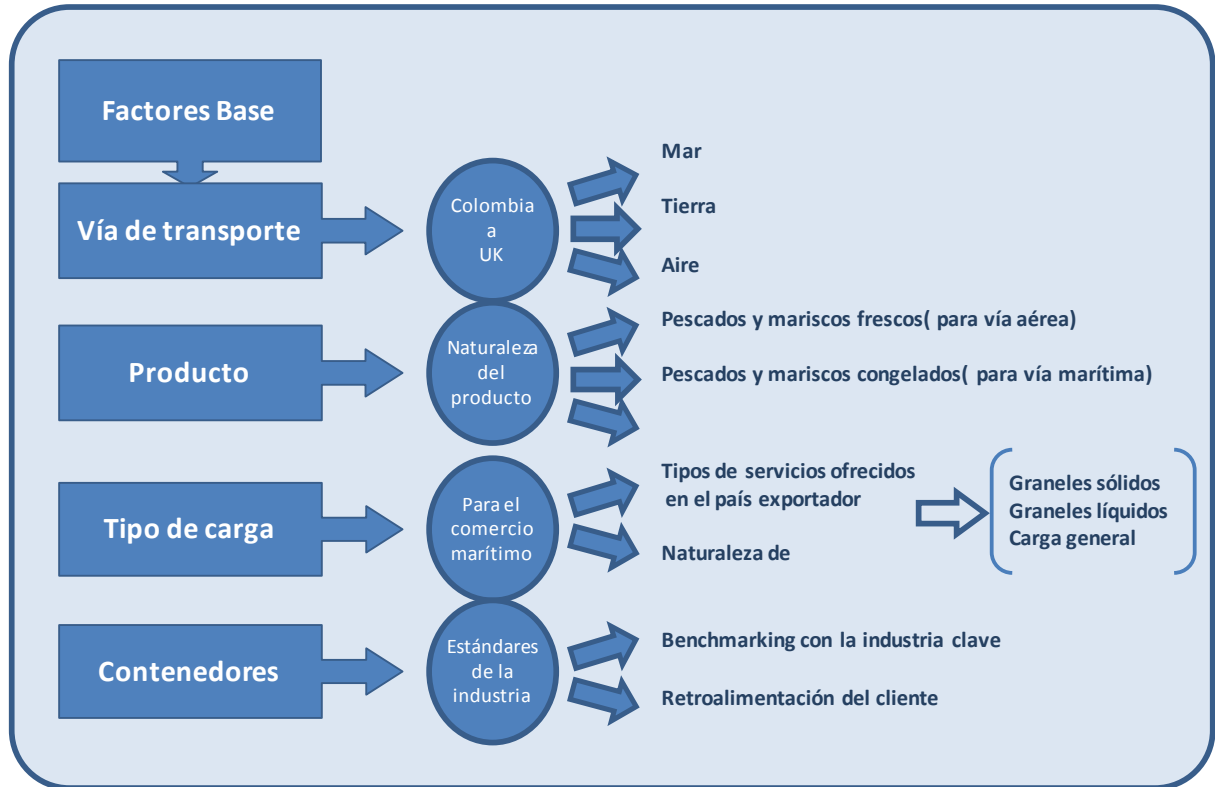 Factores Base
Vía de transporte
Colombia
a
UK
Mar
Tierra
Aire
Producto
Naturaleza
del
producto
Pescados y mariscos frescos( para vía aérea)
Pescados y mariscos congelados( para vía marítima)
Tipo de carga
Para el
comercio
marítimo
Tipos de servicios ofrecidos
en el país exportador
Naturaleza de
Graneles sólidos
Graneles líquidos
Carga general
Contenedores
Estándares
de la
industria
Benchmarking con la industria clave
Retroalimentación del cliente